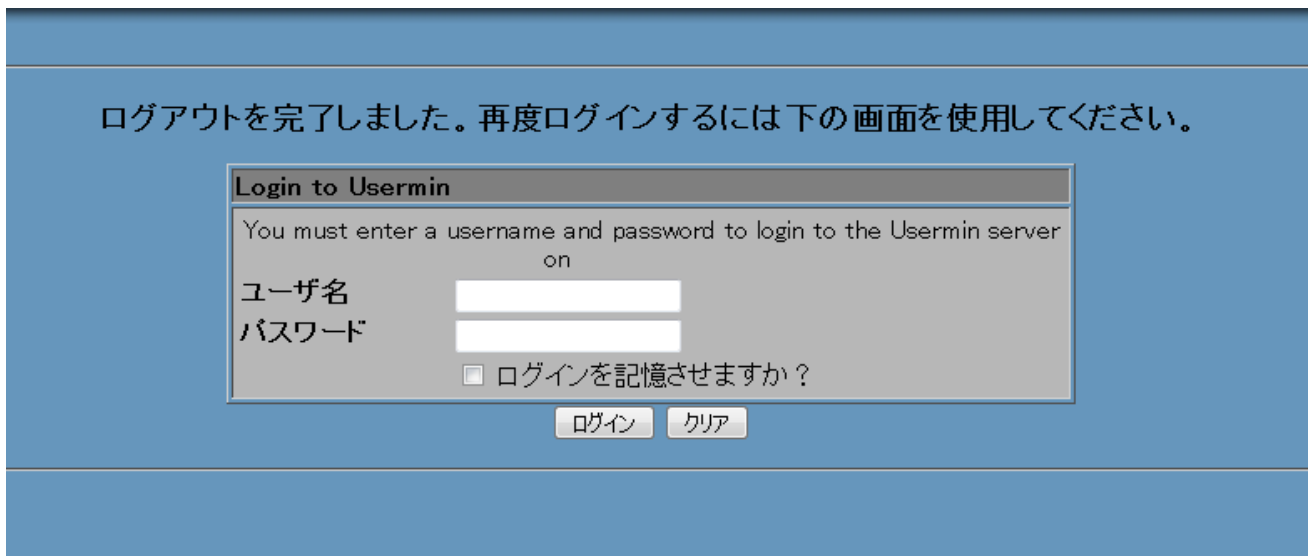 ログアウトを完了しました。再度ログインするには下の画面を使用してください。
Login to Usermin
You must enter a username and password to login to the Usermin server
on
ユーザ名
パスワード
ログインを記憶させますか？
ログイン クリア